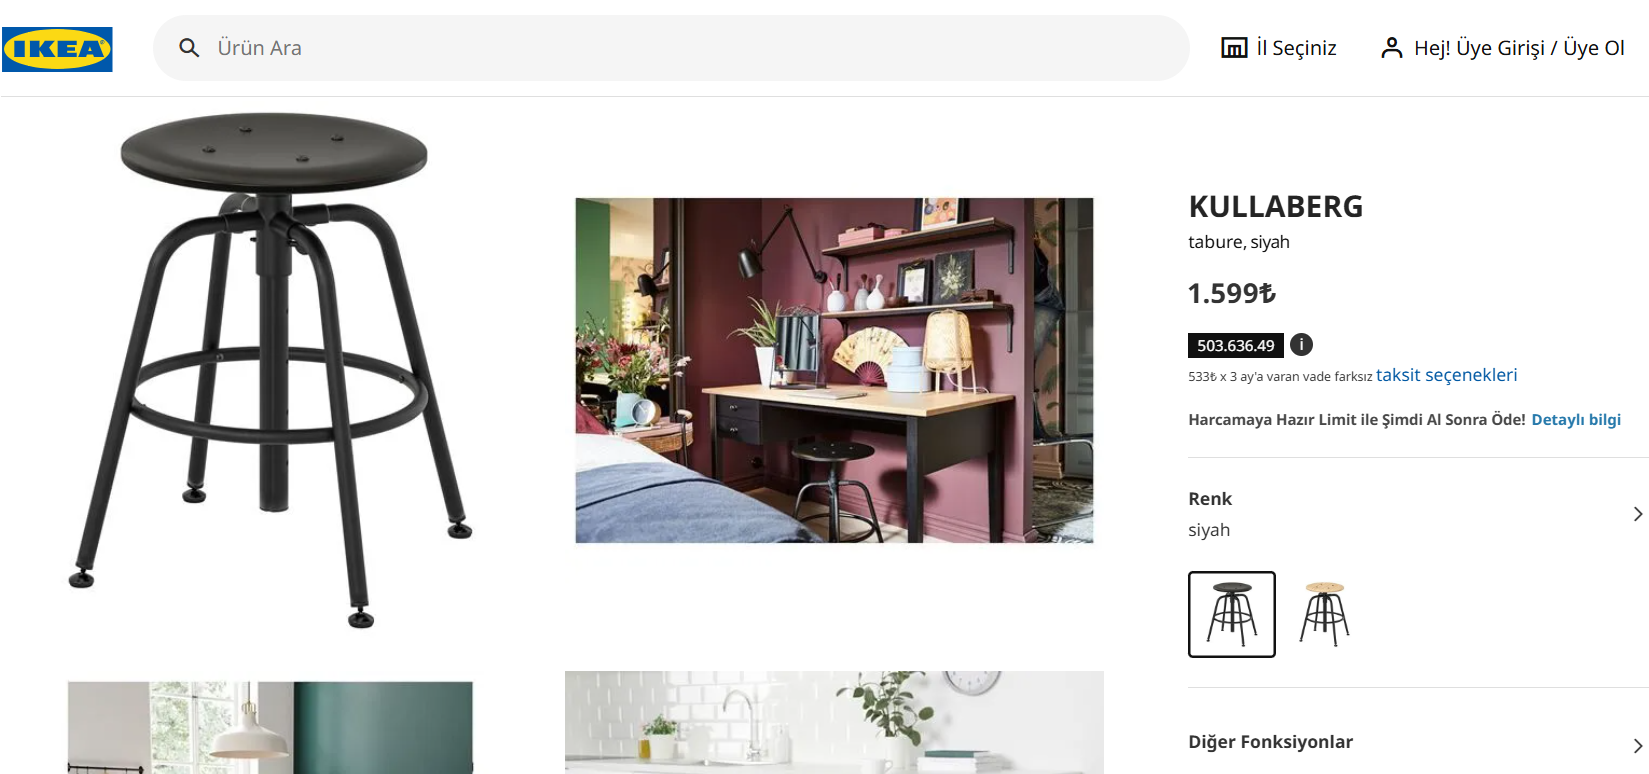 IKEA
Ürün Ara
İl Seçiniz
Hej! Üye Girişi / Üye Ol
KULLABERG
tabure, siyah
1.599₺
503.636.49
i
533₺ x 3 ay'a varan vade farksız taksit seçenekleri
Harcamaya Hazır Limit ile Şimdi Al Sonra Öde! Detaylı bilgi
Renk
siyah
Diğer Fonksiyonlar